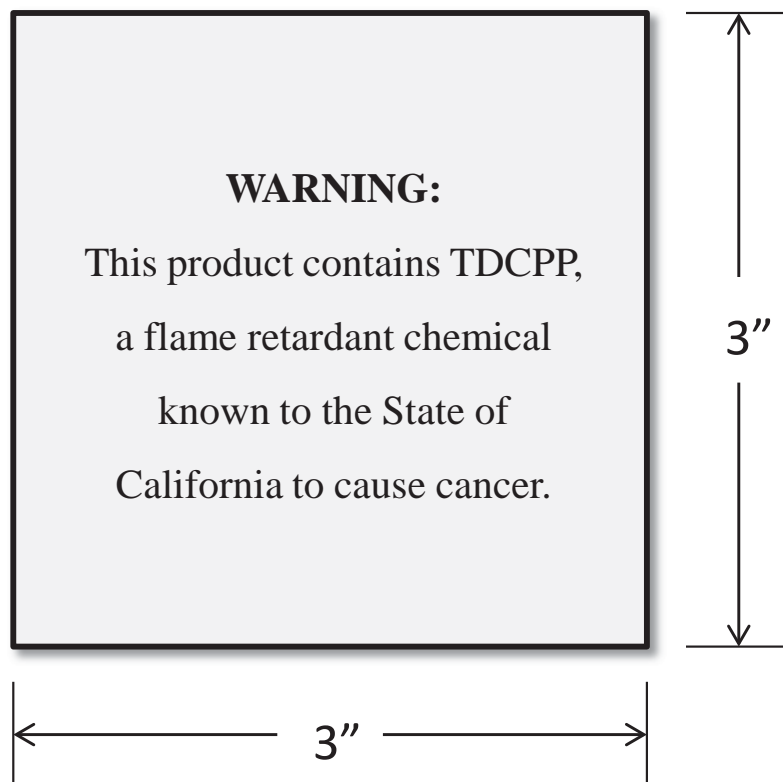 WARNING:
This product contains TDCPP,
a flame retardant chemical
known to the State of
California to cause cancer.
3”
3”